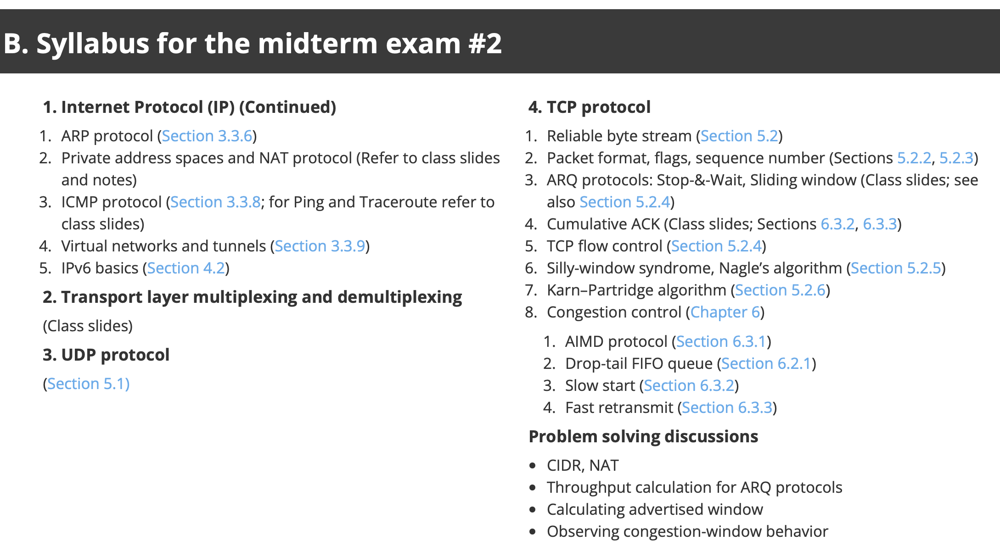 B. Syllabus for the midterm exam #2
1. Internet Protocol (IP) (Continued)
1. ARP protocol (Section 3.3.6)
2. Private address spaces and NAT protocol (Refer to class slides
and notes)
3. ICMP protocol (Section 3.3.8; for Ping and Traceroute refer to
class slides)
4. Virtual networks and tunnels (Section 3.3.9)
5. IPv6 basics (Section 4.2)
2. Transport layer multiplexing and demultiplexing
(Class slides)
3. UDP protocol
(Section 5.1)
4. TCP protocol
1. Reliable byte stream (Section 5.2)
2. Packet format, flags, sequence number (Sections 5.2.2, 5.2.3)
3. ARQ protocols: Stop-&-Wait, Sliding window (Class slides; see
also Section 5.2.4)
4. Cumulative ACK (Class slides; Sections 6.3.2, 6.3.3)
5. TCP flow control (Section 5.2.4)
6. Silly-window syndrome, Nagle’s algorithm (Section 5.2.5)
7. Karn–Partridge algorithm (Section 5.2.6)
8. Congestion control (Chapter 6)
1. AIMD protocol (Section 6.3.1)
2. Drop-tail FIFO queue (Section 6.2.1)
3. Slow start (Section 6.3.2)
4. Fast retransmit (Section 6.3.3)
Problem solving discussions
• CIDR, NAT
• Throughput calculation for ARQ protocols
• Calculating advertised window
• Observing congestion-window behavior